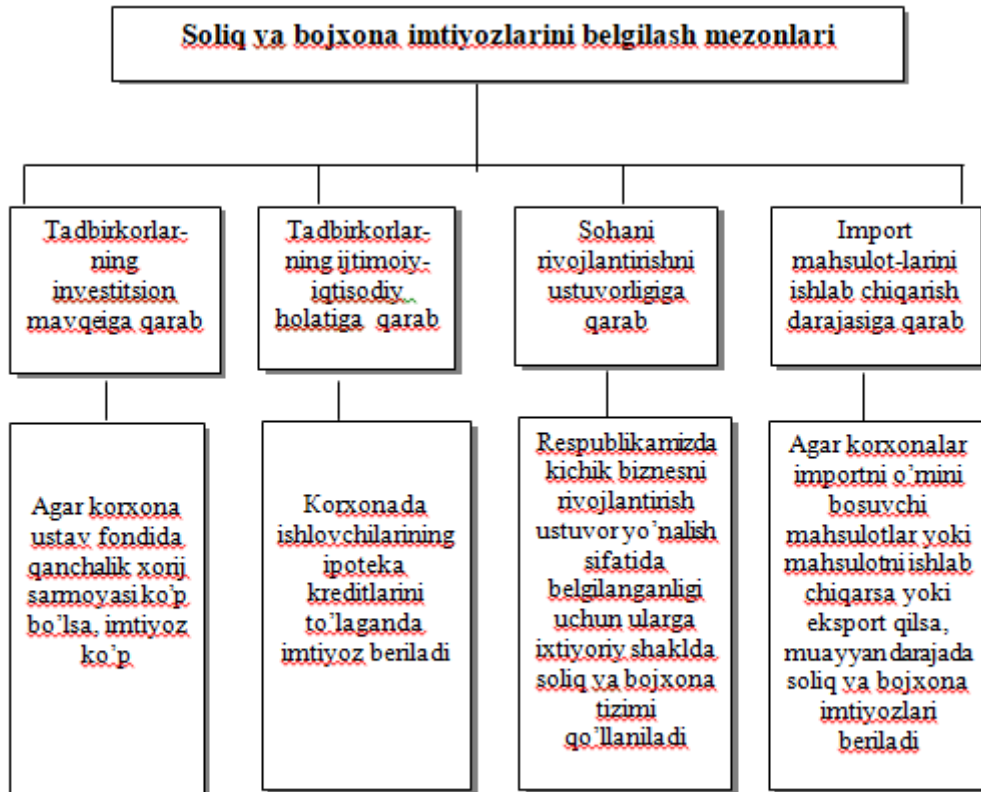 Soliq va bojxona imtiyozlarini belgilash mezonlari
Tadbirkorlar-
ning
investitsion
mavqeiga qarab
Tadbirkorlar-
ning ijtimoiy-
iqtisodiy
holatiga qarab
Sohani
rivojlantirishni
ustuvorligiga
qarab
Import
mahsulot-larini
ishlab chiqarish
darajasiga qarab
Agar korxona
ustav fondida
qanchalik xorij
sarmoyasi ko’p
bo’lsa, imtiyoz
ko’p
Korxonada
ishlovchilarining
ipoteka
kreditlarini
to’laganda
imtiyoz beriladi
Respublikamizda
kichik biznesni
rivojlantirish
ustuvor yo’nalish
sifatida
belgilanganligi
uchun ularga
ixtiyoriy shaklda
soliq va bojxona
tizimi
qo’llaniladi
Agar korxonalar
importni o’rnini
bosuvchi
mahsulotlar yoki
mahsulotni ishlab
chiqarsa yoki
eksport qilsa,
muayyan darajada
soliq va bojxona
imtiyozlari
beriladi